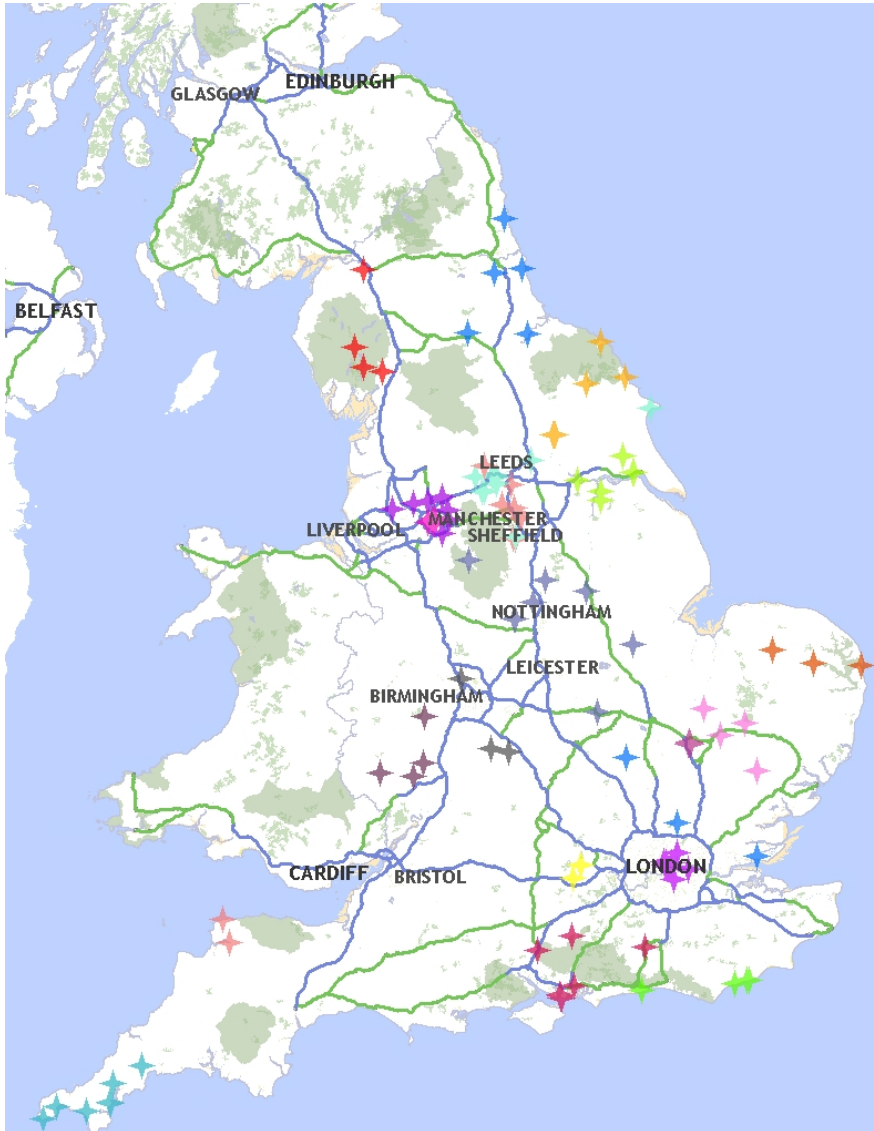 EDINBURGH
GLASGOW
BELFAST
LEEDS
MANCHESTER
LIVERPOOL
SHEFFIELD
NOTTINGHAM
LEICESTER
BIRMINGHAM
LONDON
CARDIFF
BRISTOL